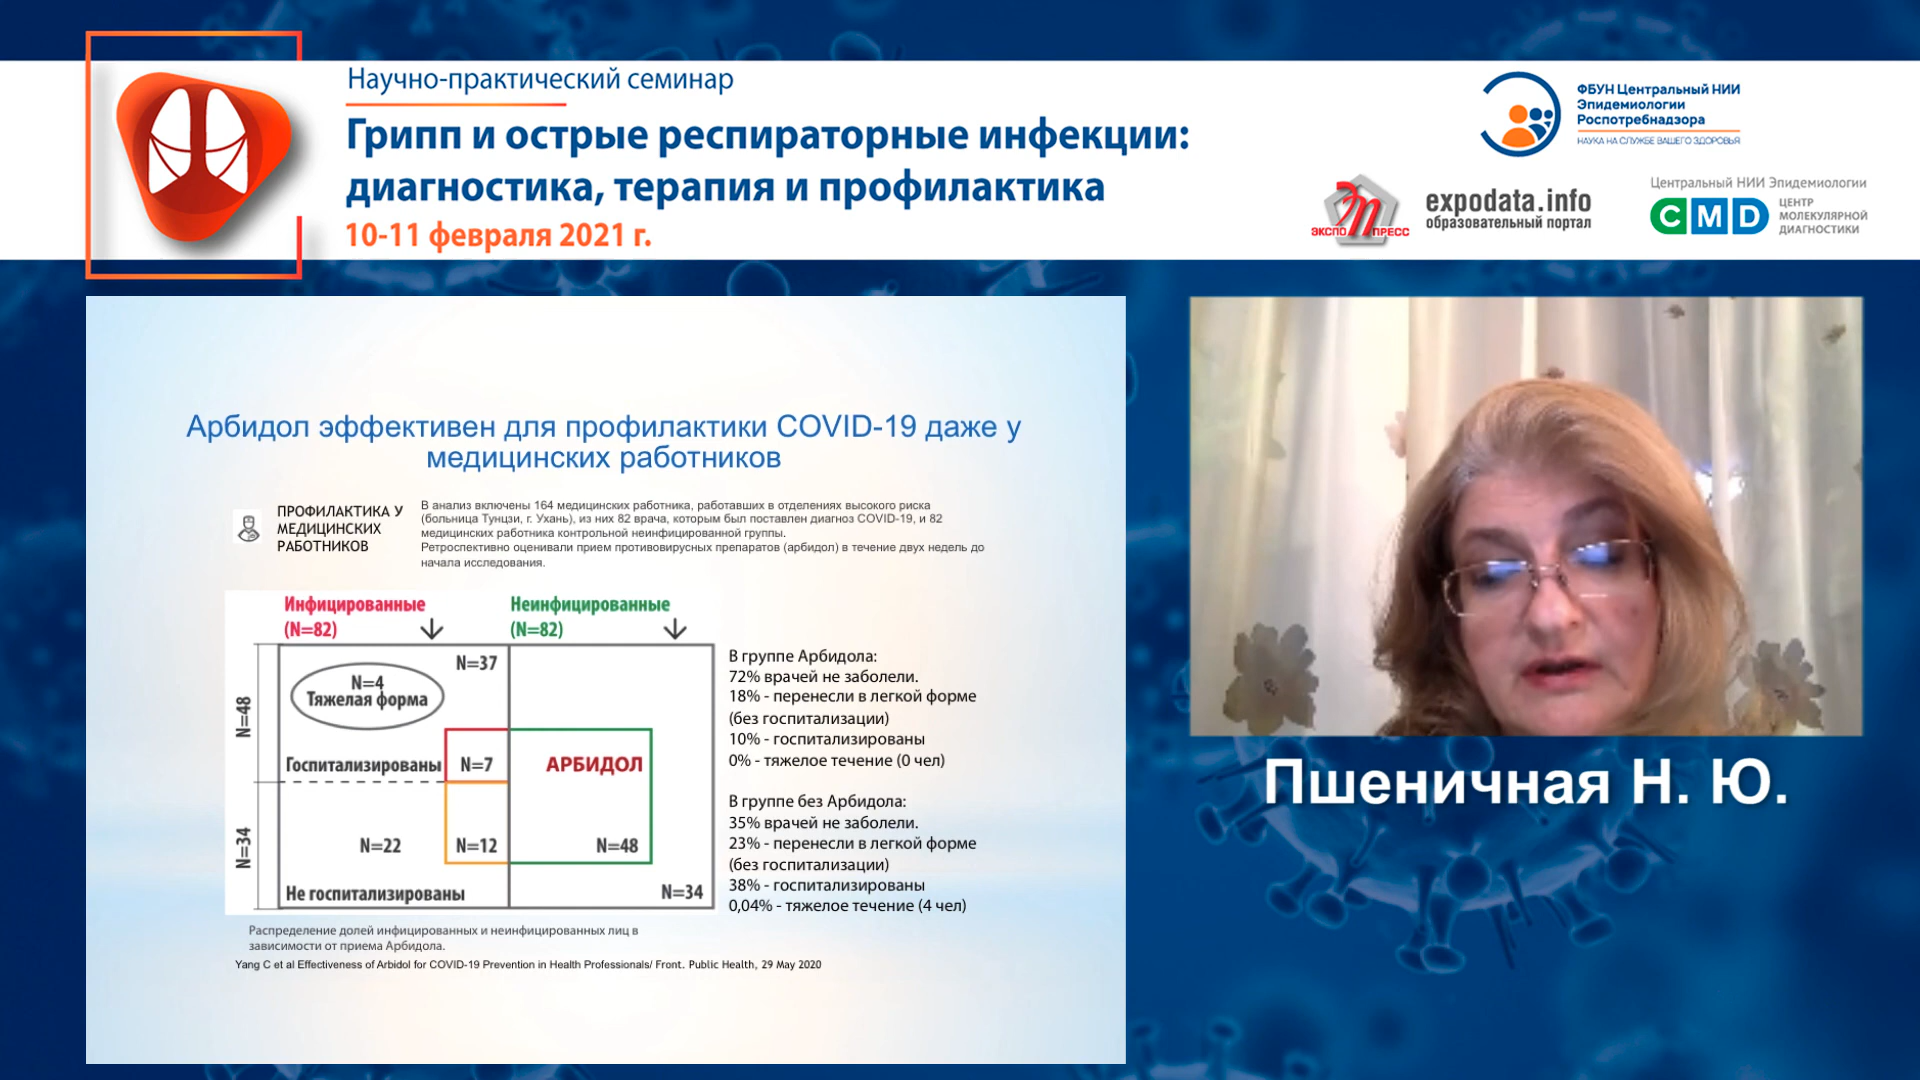 Научно-практический семинар
Грипп и острые респираторные инфекции:
диагностика, терапия и профилактика
10-11 февраля 2021 г.
ФБУН Центральный НИИ
Эпидемиологии
Роспотребнадзора
НАУКА НА СЛУЖБЕ ВАШЕГО ЗДОРОВЬЯ
ЭКСПО ЭП ПРЕСС
expodata.info
образовательный портал
Центральный НИИ Эпидемиологии
CMD
ЦЕНТР
МОЛЕКУЛЯРНОЙ
ДИАГНОСТИКИ
Арбидол эффективен для профилактики COVID-19 даже у
медицинских работников
ПРОФИЛАКТИКА У
МЕДИЦИНСКИХ
РАБОТНИКОВ
В анализ включены 164 медицинских работника, работавших в отделениях высокого риска
(больница Тунцзи, г. Ухань), из них 82 врача, которым был поставлен диагноз COVID-19, и 82
медицинских работника контрольной неинфицированной группы.
Ретроспективно оценивали прием противовирусных препаратов (арбидол) в течение двух недель до
начала исследования.
Инфицированные
(N=82)
Неинфицированные
(N=82)
N=48
N=34
N=37
N=4
Тяжелая форма
Госпитализированы
N=7
АРБИДОЛ
N=22
N=12
N=48
Не госпитализированы
N=34
В группе Арбидола:
72% врачей не заболели.
18% - перенесли в легкой форме
(без госпитализации)
10% - госпитализированы
0% - тяжелое течение (0 чел)
В группе без Арбидола:
35% врачей не заболели.
23% - перенесли в легкой форме
(без госпитализации)
38% - госпитализированы
0,04% - тяжелое течение (4 чел)
Распределение долей инфицированных и неинфицированных лиц в
зависимости от приема Арбидола.
Yang C et al Effectiveness of Arbidol for COVID-19 Prevention in Health Professionals/ Front. Public Health, 29 May 2020
Пшеничная Н. Ю.